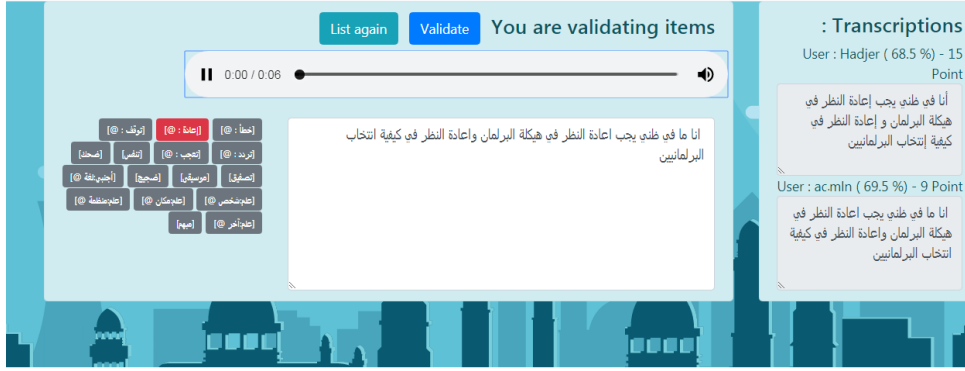 Transcriptions :
User : Hadjer ( 68.5 %) - 15
Point
أنا في ظني يجب إعادة النظر في
هيكلة البرلمان و إعادة النظر في
كيفية إنتخاب البرلمانيين
User : ac.mln ( 69.5 %) - 9 Point
انا ما في ظني يجب اعادة النظر في
هيكلة البرلمان واعادة النظر في كيفية
انتخاب البرلمانيين
You are validating items
Validate
List again
0:00 / 0:06
انا ما في ظني يجب اعادة النظر في هيكلة البرلمان واعادة النظر في كيفية انتخاب
البرلمانيين
[خطأ : @] [إعادة : @] [توقف : @]
[تردد : @] [تعجب : @] [تنفس] [ضحك]
[تصفيق] [موسيقى] [ضجيج] [أجنبي:لغة @]
[علم:شخص @] [علم:مكان @] [علم:منظمة @]
[علم:آخر @] [مبهم]